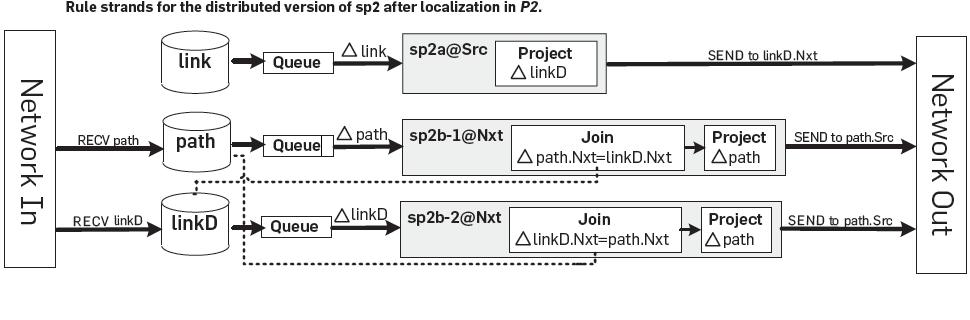 Rule strands for the distributed version of sp2 after localization in P2.
Network In
link
Queue
△ link
sp2a@Src
Project
△ linkD
SEND to linkD.Nxt
RECV path
path
Queue
△ path
sp2b-1@Nxt
Join
△ path.Nxt=linkD.Nxt
Project
△path
SEND to path.Src
RECV linkD
linkD
Queue
△linkD
sp2b-2@Nxt
Join
△linkD.Nxt=path.Nxt
Project
△path
SEND to path.Src
Network Out